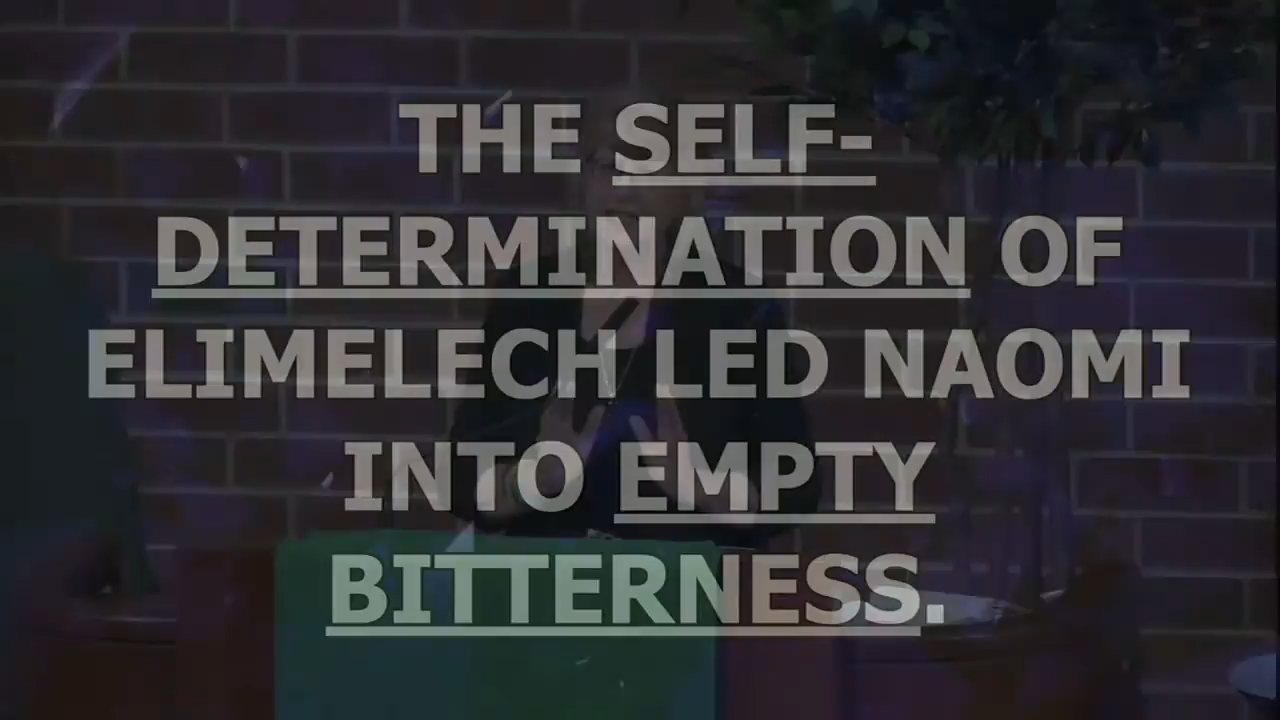 THE SELF-
DETERMINATION OF
ELIMELECH LED NAOMI
INTO EMPTY
BITTERNESS.